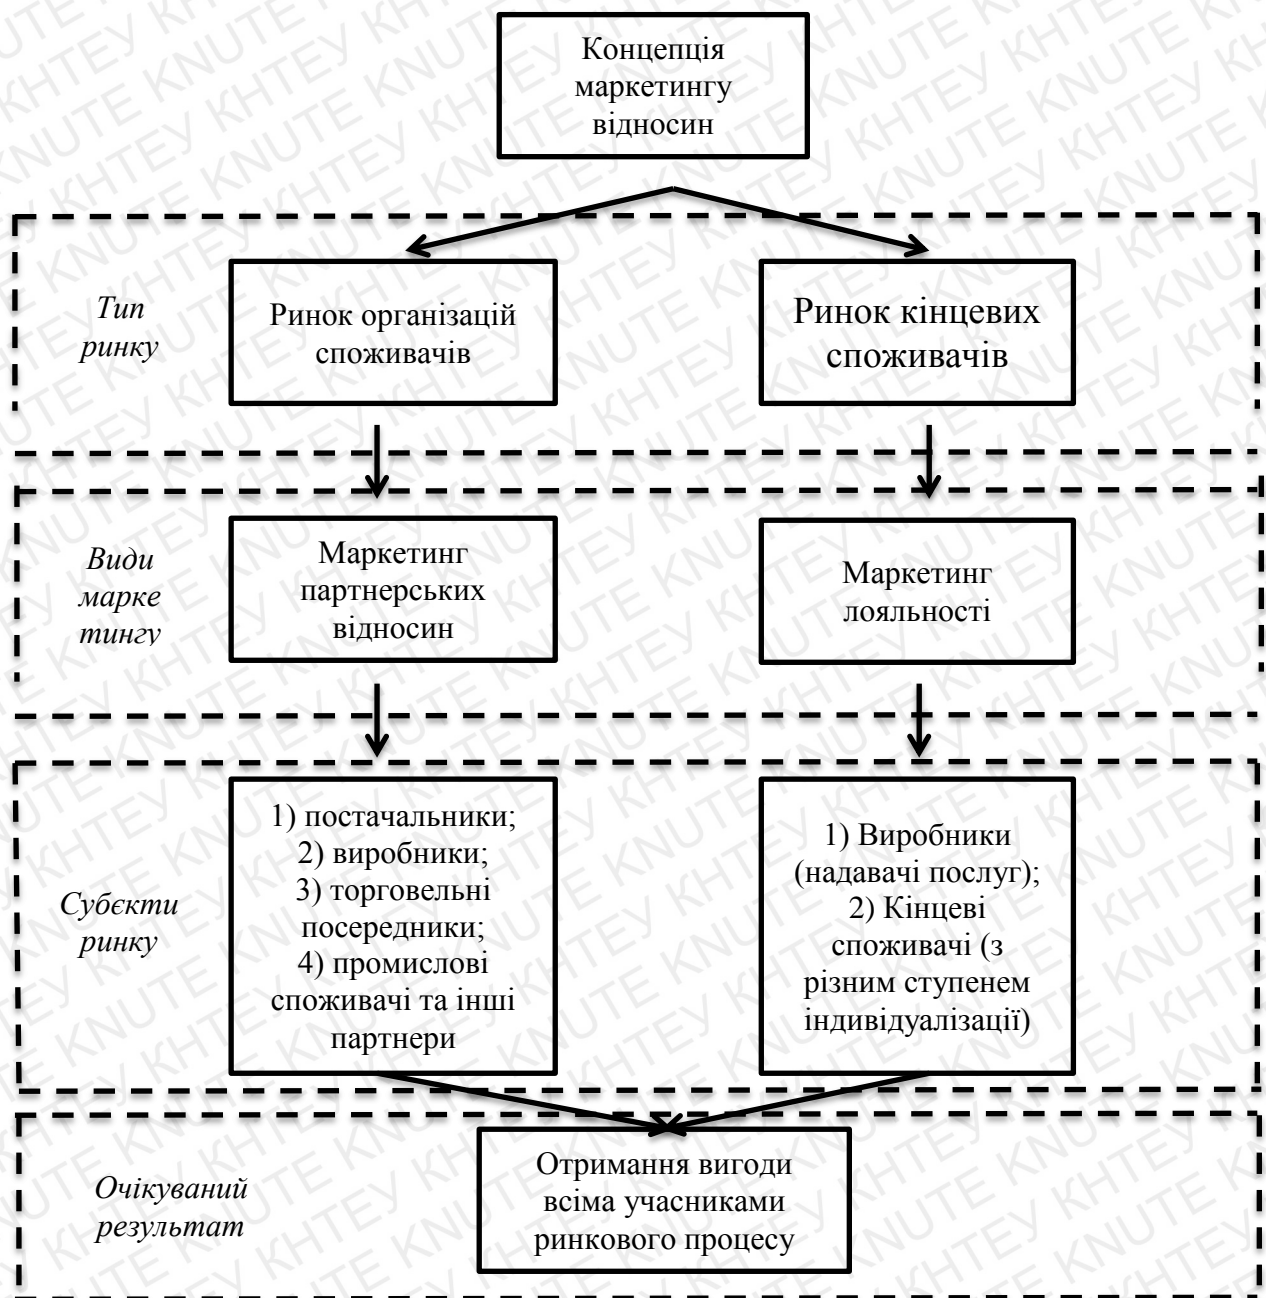 Концепція
маркетингу
відносин
Тип
ринку
Ринок організацій
споживачів
Ринок кінцевих
споживачів
Види
марке
тингу
Маркетинг
партнерських
відносин
Маркетинг
лояльності
Субєкти
ринку
1) постачальники;
2) виробники;
3) торговельні
посередники;
4) промислові
споживачі та інші
партнери
1) Виробники
(надавачі послуг);
2) Кінцеві
споживачі (з
різним ступенем
індивідуалізації)
Очікуваний
результат
Отримання вигоди
всіма учасниками
ринкового процесу